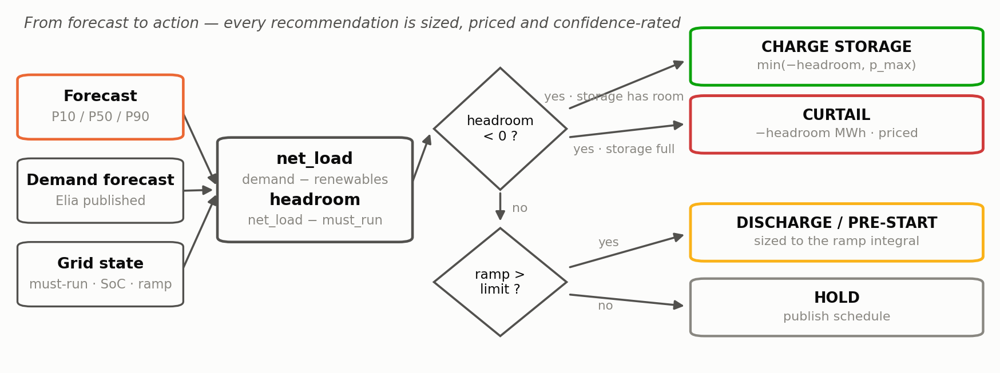 From forecast to action — every recommendation is sized, priced and confidence-rated
Forecast
P10 / P50 / P90
Demand forecast
Elia published
Grid state
must-run · SoC · ramp
net_load
demand − renewables
headroom
net_load − must_run
headroom
< 0 ?
yes · storage has room
yes · storage full
no
ramp >
limit ?
yes
no
CHARGE STORAGE
min(−headroom, p_max)
CURTAIL
−headroom MWh · priced
DISCHARGE / PRE-START
sized to the ramp integral
HOLD
publish schedule